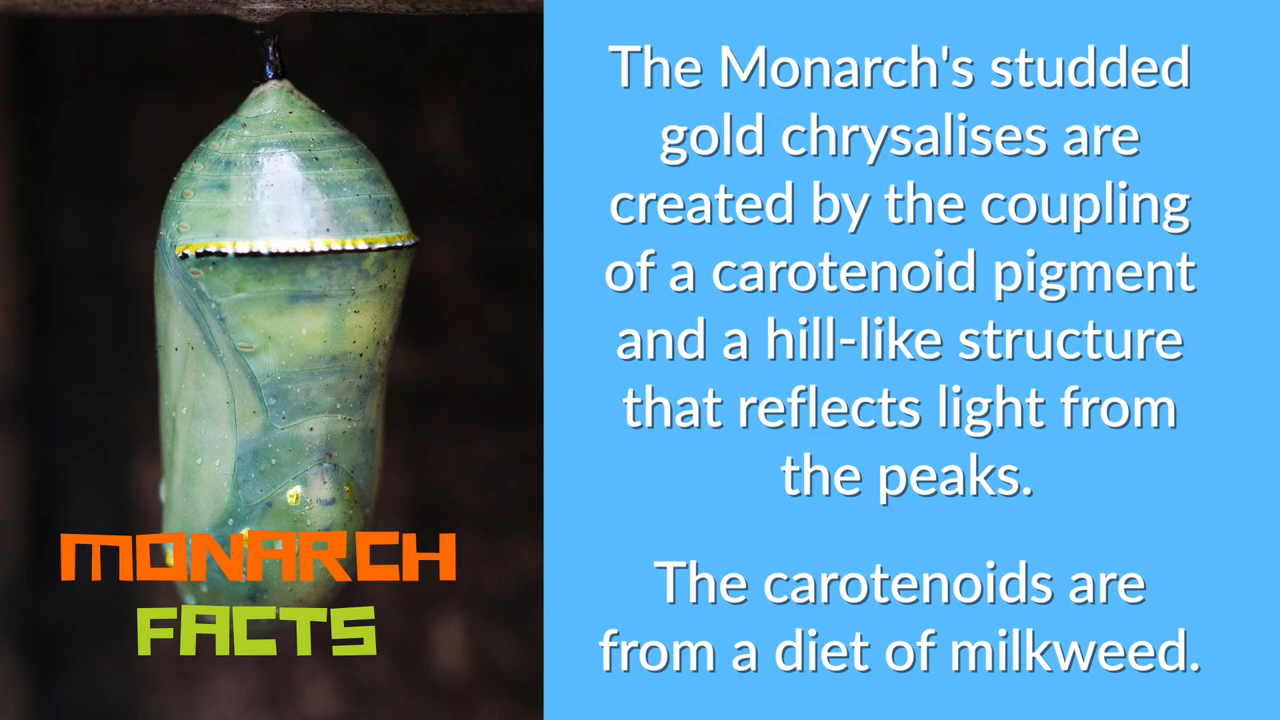 MONARCH
FACTS
The Monarch's studded
gold chrysalises are
created by the coupling
of a carotenoid pigment
and a hill-like structure
that reflects light from
the peaks.
The carotenoids are
from a diet of milkweed.